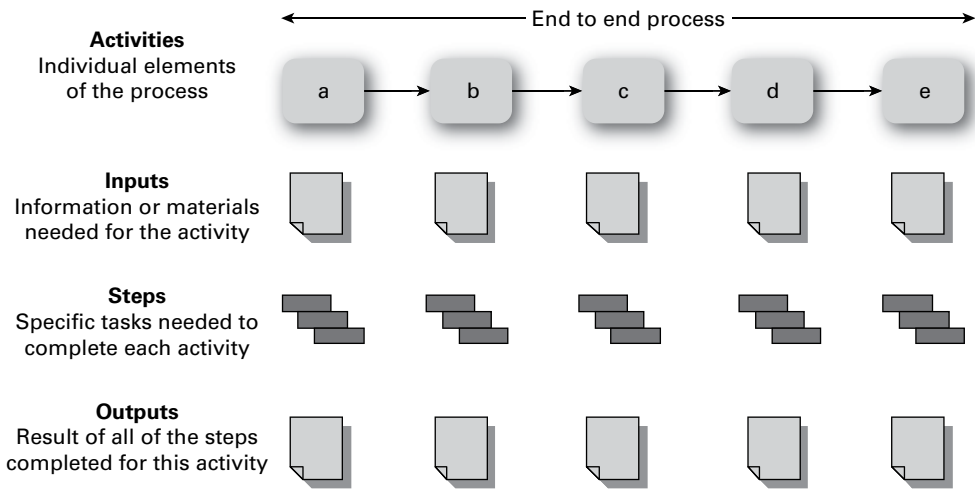 End to end process
Activities
Individual elements
of the process
a
b
c
d
e
Inputs
Information or materials
needed for the activity
Steps
Specific tasks needed to
complete each activity
Outputs
Result of all of the steps
completed for this activity